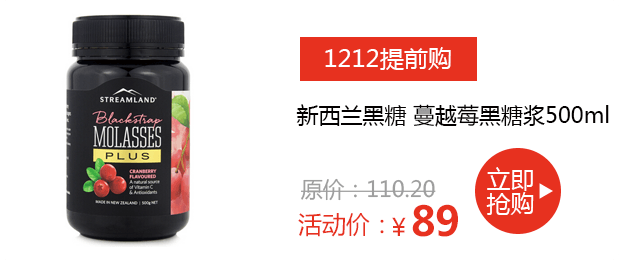 STREAMLAND
Blackstrap
MOLASSES
PLUS
CRANBERRY
FLAVOURED
A natural source
of Vitamin C
& Antioxidants
MADE IN NEW ZEALAND | 500g NET
1212提前购
新西兰黑糖 蔓越莓黑糖浆500ml
原价：110.20
活动价：¥ 89
立即
抢购